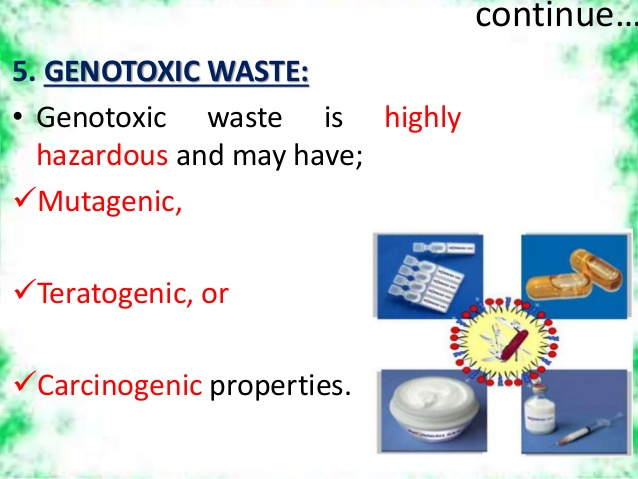 continue…
5. GENOTOXIC WASTE:
• Genotoxic waste is highly
hazardous and may have;
✓Mutagenic,
✓Teratogenic, or
✓Carcinogenic properties.